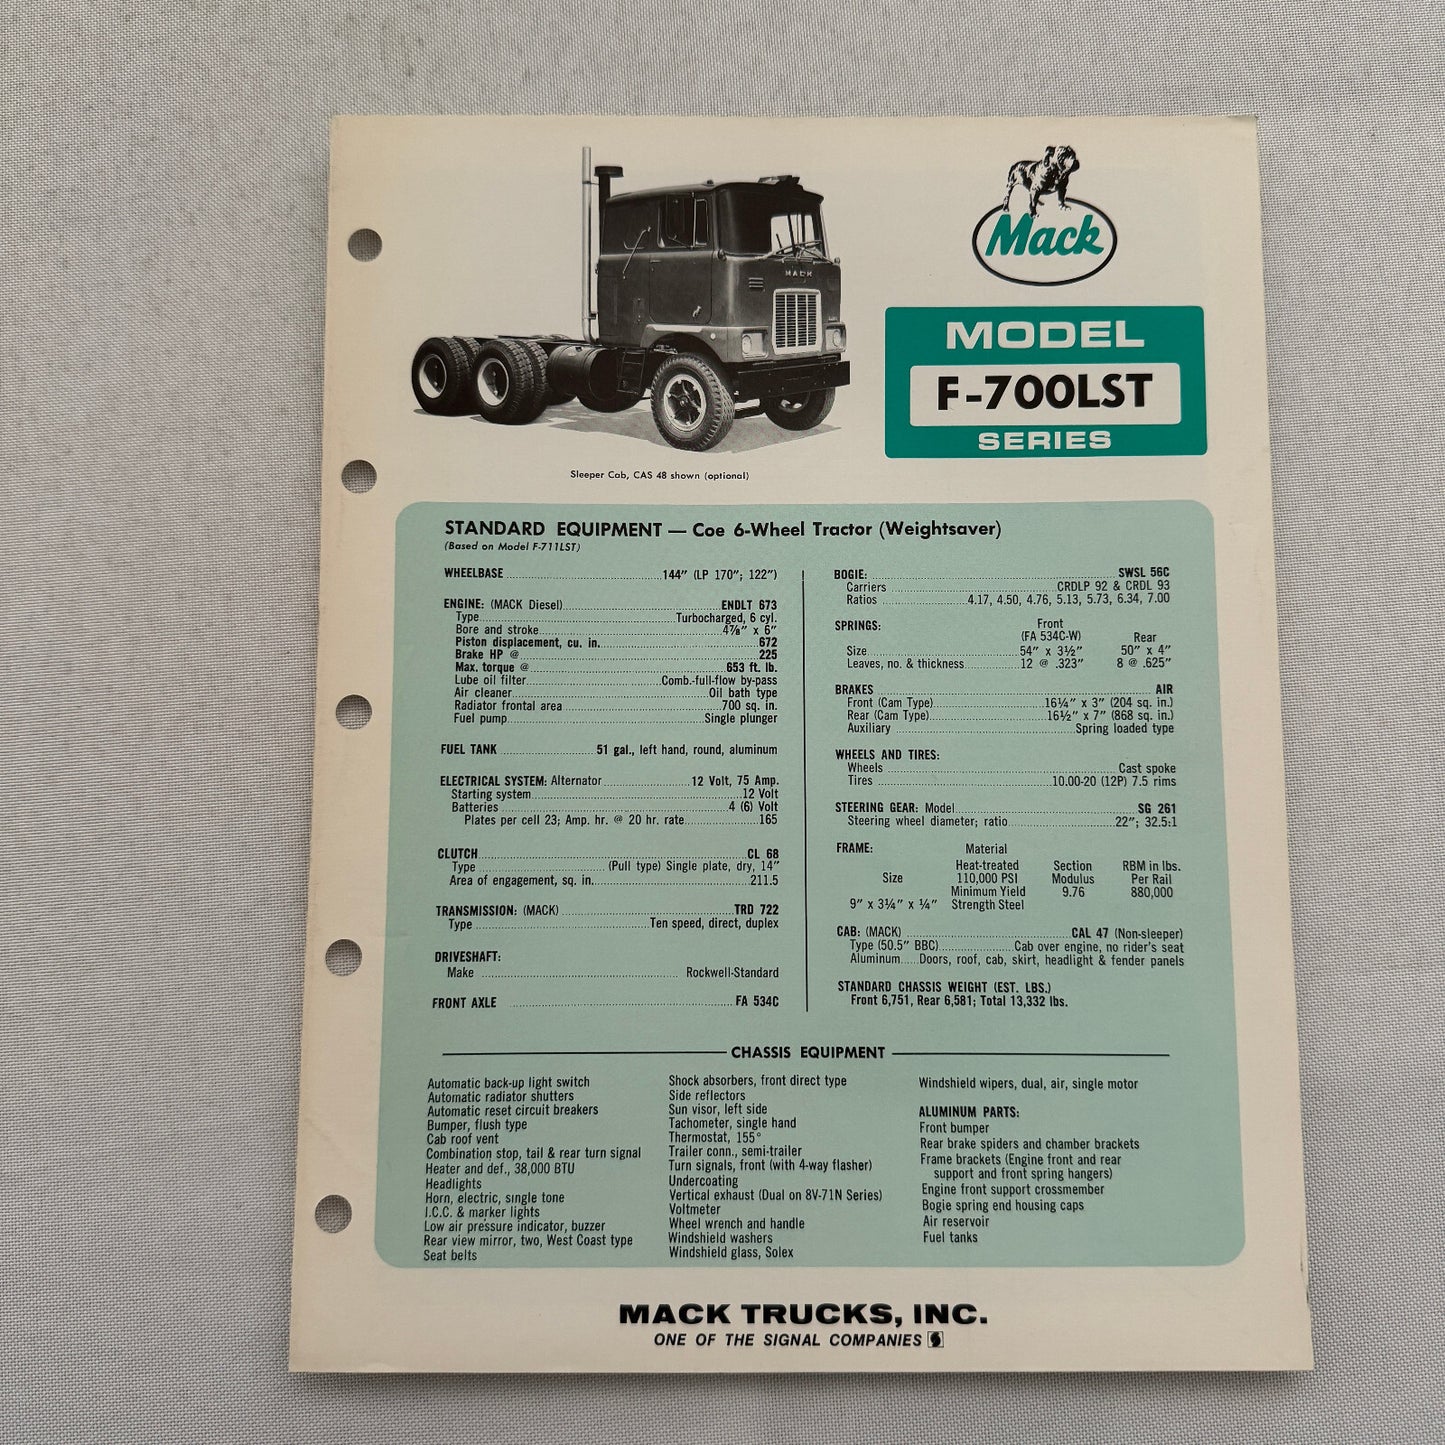 MACK
Mack
MODEL
F-700LST
SERIES
Sleeper Cab, CAS 48 shown (optional)
STANDARD EQUIPMENT — Coe 6-Wheel Tractor (Weightsaver)
(Based on Model F-711LST)
WHEELBASE 144" (LP 170"; 122")
ENGINE: (MACK Diesel) ENDLT 673
Type Turbocharged, 6 cyl.
Bore and stroke 4⅞" x 6"
Piston displacement, cu. in. 672
Brake HP @ 225
Max. torque @ 653 ft. lb.
Lube oil filter Comb.-full-flow by-pass
Air cleaner Oil bath type
Radiator frontal area 700 sq. in.
Fuel pump Single plunger
FUEL TANK 51 gal., left hand, round, aluminum
ELECTRICAL SYSTEM: Alternator 12 Volt, 75 Amp.
Starting system 12 Volt
Batteries 4 (6) Volt
Plates per cell 23; Amp. hr. @ 20 hr. rate 165
CLUTCH CL 68
Type (Pull type) Single plate, dry, 14"
Area of engagement, sq. in. 211.5
TRANSMISSION: (MACK) TRD 722
Type Ten speed, direct, duplex
DRIVESHAFT:
Make Rockwell-Standard
FRONT AXLE FA 534C
BOGIE: SWSL 56C
Carriers CRDLP 92 & CRDL 93
Ratios 4.17, 4.50, 4.76, 5.13, 5.73, 6.34, 7.00
SPRINGS: Front
(FA 534C-W) Rear
Size 54" x 3½" 50" x 4"
Leaves, no. & thickness 12 @ .323" 8 @ .625"
BRAKES AIR
Front (Cam Type) 16¼" x 3" (204 sq. in.)
Rear (Cam Type) 16½" x 7" (868 sq. in.)
Auxiliary Spring loaded type
WHEELS AND TIRES:
Wheels Cast spoke
Tires 10.00-20 (12P) 7.5 rims
STEERING GEAR: Model SG 261
Steering wheel diameter; ratio 22"; 32.5:1
FRAME: Material
Heat-treated Section RBM in lbs.
Size 110,000 PSI Modulus Per Rail
Minimum Yield 9.76 880,000
9" x 3¼" x ¼" Strength Steel
CAB: (MACK) CAL 47 (Non-sleeper)
Type (50.5" BBC) Cab over engine, no rider's seat
Aluminum Doors, roof, cab, skirt, headlight & fender panels
STANDARD CHASSIS WEIGHT (EST. LBS.)
Front 6,751, Rear 6,581; Total 13,332 lbs.
CHASSIS EQUIPMENT
Automatic back-up light switch
Automatic radiator shutters
Automatic reset circuit breakers
Bumper, flush type
Cab roof vent
Combination stop, tail & rear turn signal
Heater and def., 38,000 BTU
Headlights
Horn, electric, single tone
I.C.C. & marker lights
Low air pressure indicator, buzzer
Rear view mirror, two, West Coast type
Seat belts
Shock absorbers, front direct type
Side reflectors
Sun visor, left side
Tachometer, single hand
Thermostat, 155°
Trailer conn., semi-trailer
Turn signals, front (with 4-way flasher)
Undercoating
Vertical exhaust (Dual on 8V-71N Series)
Voltmeter
Wheel wrench and handle
Windshield washers
Windshield glass, Solex
Windshield wipers, dual, air, single motor
ALUMINUM PARTS:
Front bumper
Rear brake spiders and chamber brackets
Frame brackets (Engine front and rear
support and front spring hangers)
Engine front support crossmember
Bogie spring end housing caps
Air reservoir
Fuel tanks
MACK TRUCKS, INC.
ONE OF THE SIGNAL COMPANIES